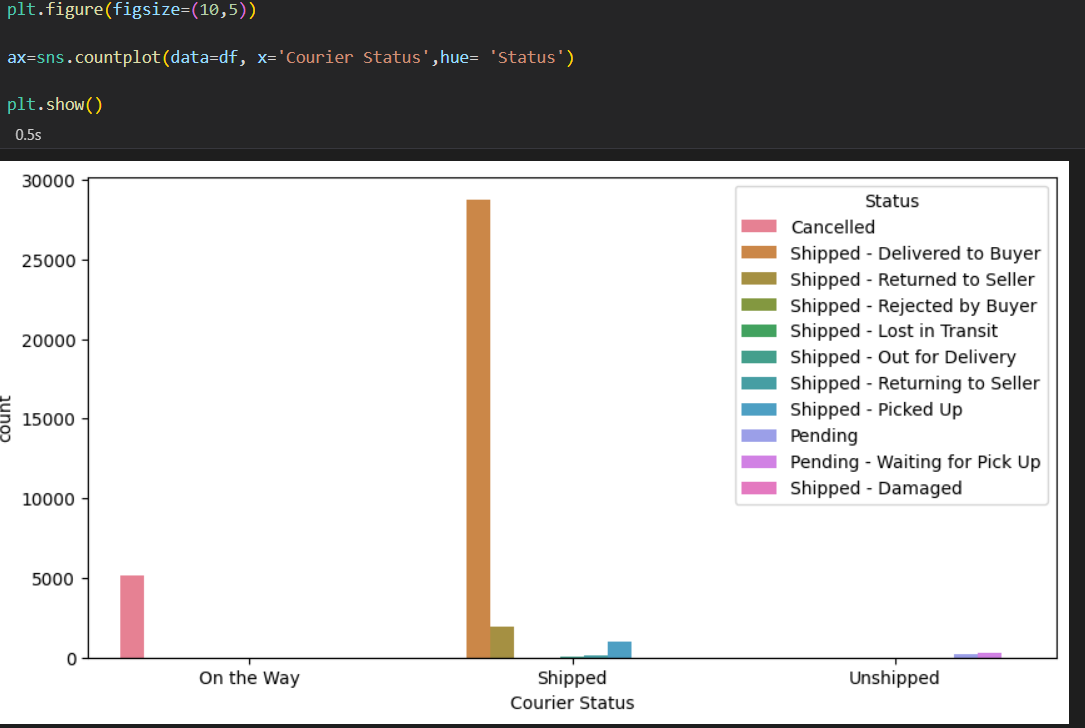 plt.figure(figsize=(10,5))
ax=sns.countplot(data=df, x='Courier Status',hue= 'Status')
plt.show()
0.5s
30000
25000
20000
15000
10000
5000
0
count
Status
Cancelled
Shipped - Delivered to Buyer
Shipped - Returned to Seller
Shipped - Rejected by Buyer
Shipped - Lost in Transit
Shipped - Out for Delivery
Shipped - Returning to Seller
Shipped - Picked Up
Pending
Pending - Waiting for Pick Up
Shipped - Damaged
On the Way
Shipped
Unshipped
Courier Status